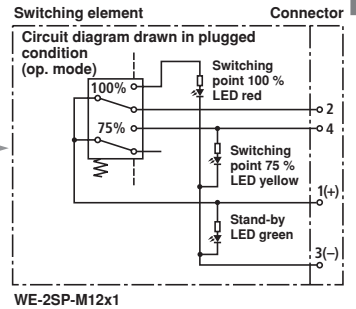 Switching element
Connector
Circuit diagram drawn in plugged
condition
(op. mode)
100%
75%
Switching
point 100 %
LED red
2
4
Switching
point 75 %
LED yellow
1(+)
Stand-by
LED green
3(–)
WE-2SP-M12x1